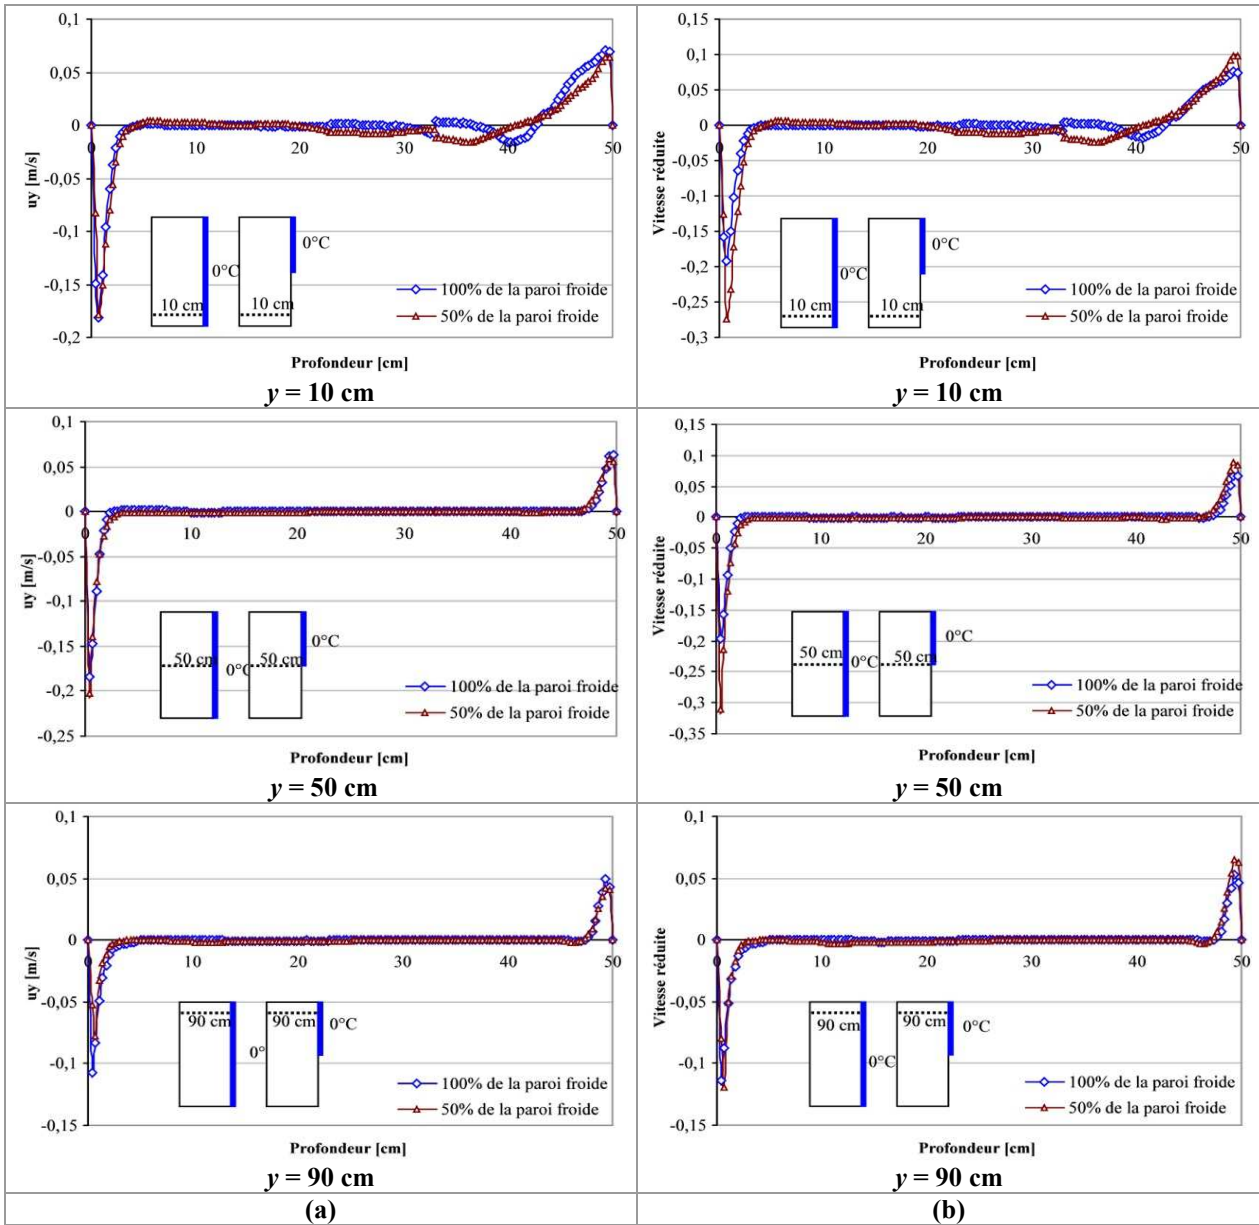 0,1
0,05
0
-0,05
-0,1
-0,15
-0,2
uy [m/s]
0 10 20 30 40 50
0°C
0°C
10 cm
10 cm
100% de la paroi froide
50% de la paroi froide
Profondeur [cm]
y = 10 cm
0,15
0,1
0,05
0
-0,05
-0,1
-0,15
-0,2
-0,25
-0,3
Vitesse réduite
0 10 20 30 40 50
0°C
0°C
10 cm
10 cm
100% de la paroi froide
50% de la paroi froide
Profondeur [cm]
y = 10 cm
0,1
0,05
0
-0,05
-0,1
-0,15
-0,2
-0,25
uy [m/s]
0 10 20 30 40 50
0°C
50 cm
0°C
50 cm
100% de la paroi froide
50% de la paroi froide
Profondeur [cm]
y = 50 cm
0,15
0,1
0,05
0
-0,05
-0,1
-0,15
-0,2
-0,25
-0,3
-0,35
Vitesse réduite
0 10 20 30 40 50
0°C
50 cm
0°C
50 cm
100% de la paroi froide
50% de la paroi froide
Profondeur [cm]
y = 50 cm
0,1
0,05
0
-0,05
-0,1
-0,15
uy [m/s]
0 10 20 30 40 50
90 cm
90 cm
0°C
0°
100% de la paroi froide
50% de la paroi froide
Profondeur [cm]
y = 90 cm
0,1
0,05
0
-0,05
-0,1
-0,15
Vitesse réduite
0 10 20 30 40 50
90 cm
90 cm
0°C
0°C
100% de la paroi froide
50% de la paroi froide
Profondeur [cm]
y = 90 cm
(a)
(b)